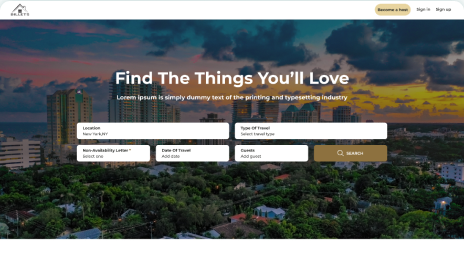 BILLETS
Become a host
Sign in
Sign up
Find The Things You'll Love
Lorem Ipsum is simply dummy text of the printing and typesetting industry
Location
New York,NY
Type Of Travel
Select travel type
Non-Availability Letter *
Select one
Date Of Travel
Add date
Guests
Add guest
SEARCH